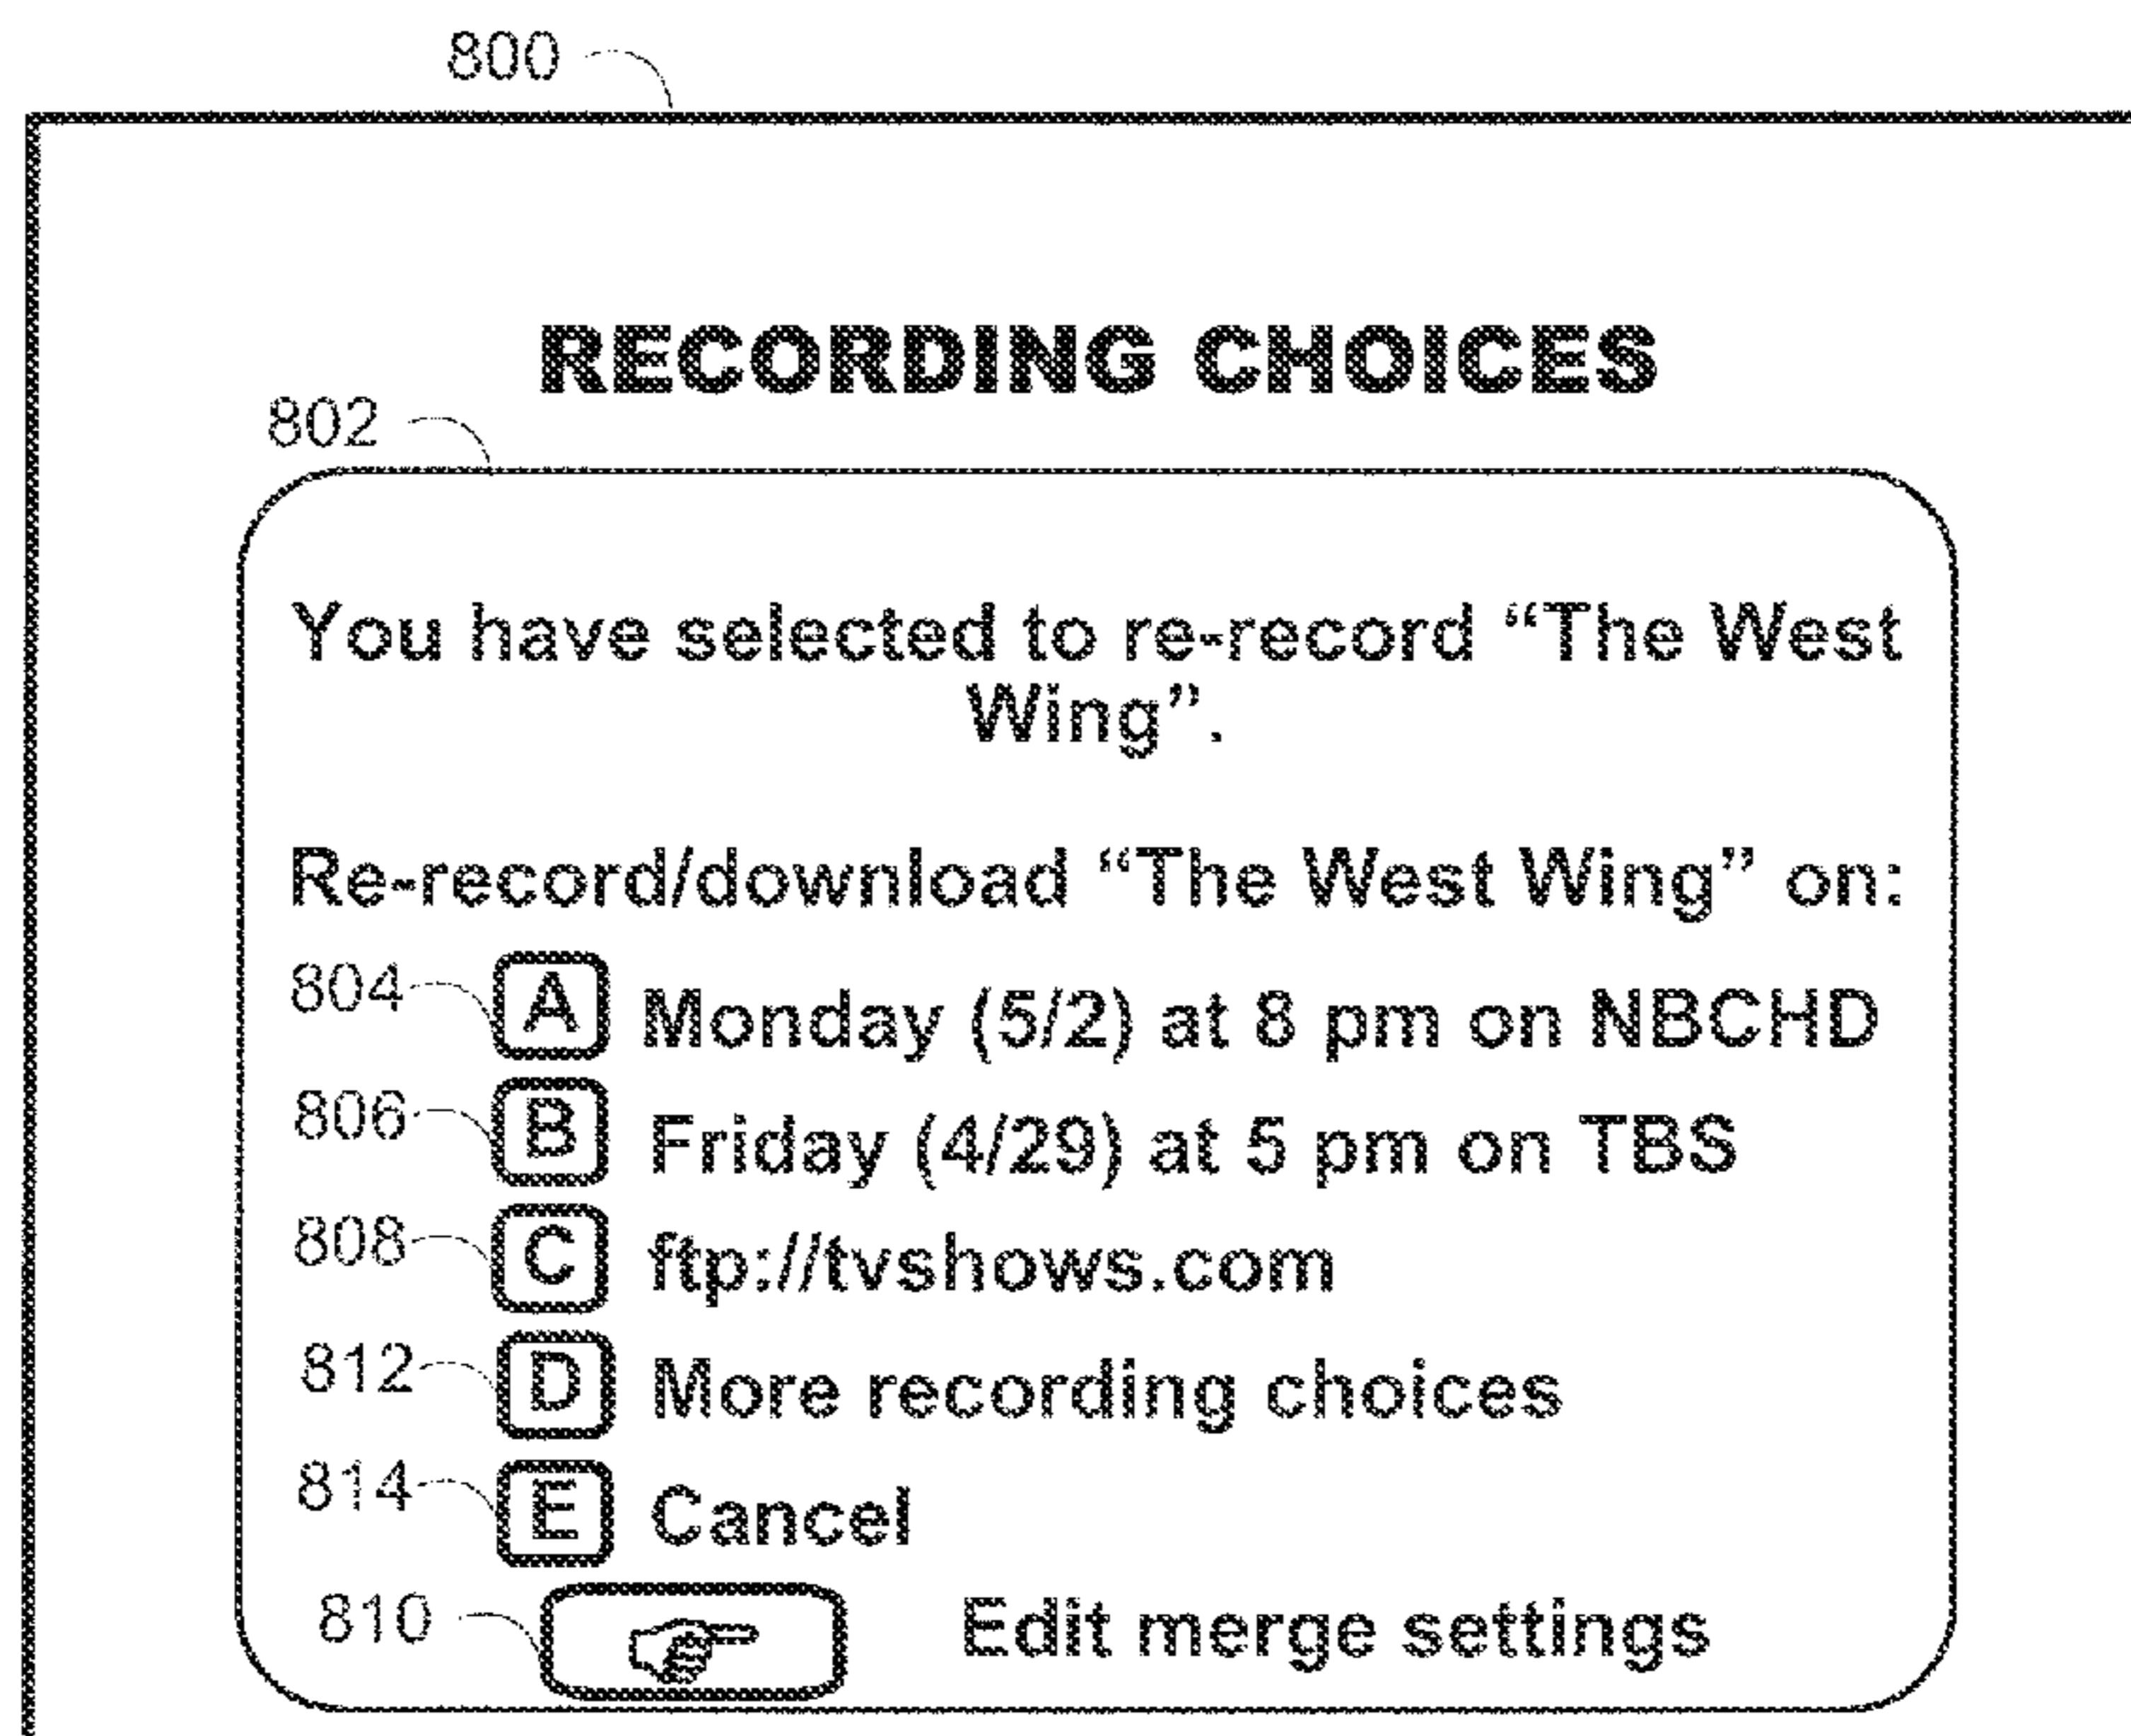 800
RECORDING CHOICES
802
You have selected to re-record “The West
Wing”.
Re-record/download “The West Wing” on:
804 A Monday (5/2) at 8 pm on NBCHD
806 B Friday (4/29) at 5 pm on TBS
808 C ftp://tvshows.com
812 D More recording choices
814 E Cancel
810 Edit merge settings